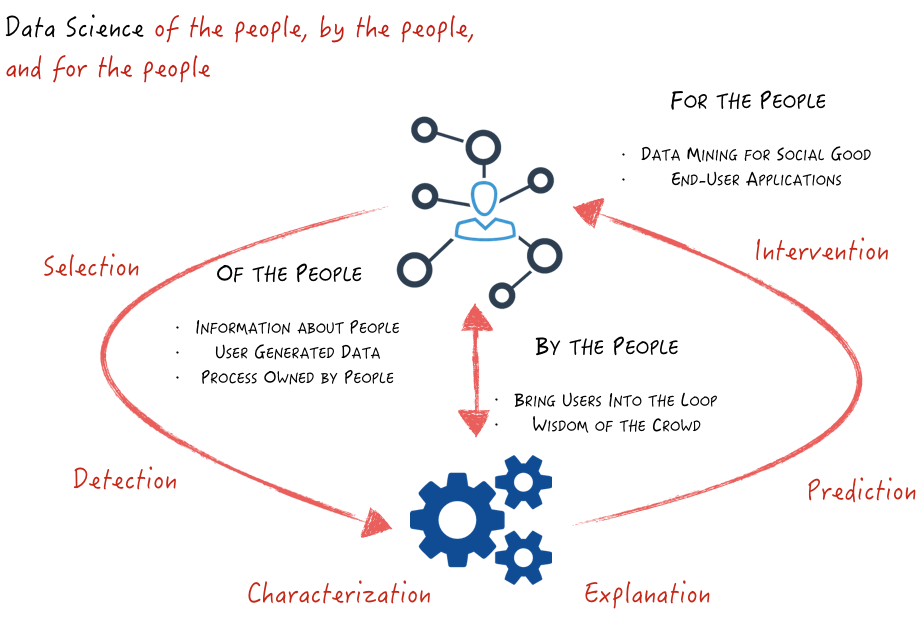 Data Science of the people, by the people,
and for the people
For the People
· Data Mining for Social Good
· End-User Applications
Selection
Intervention
Of the People
· Information about People
· User Generated Data
· Process Owned by People
By the People
· Bring Users Into the Loop
· Wisdom of the Crowd
Detection
Prediction
Characterization
Explanation